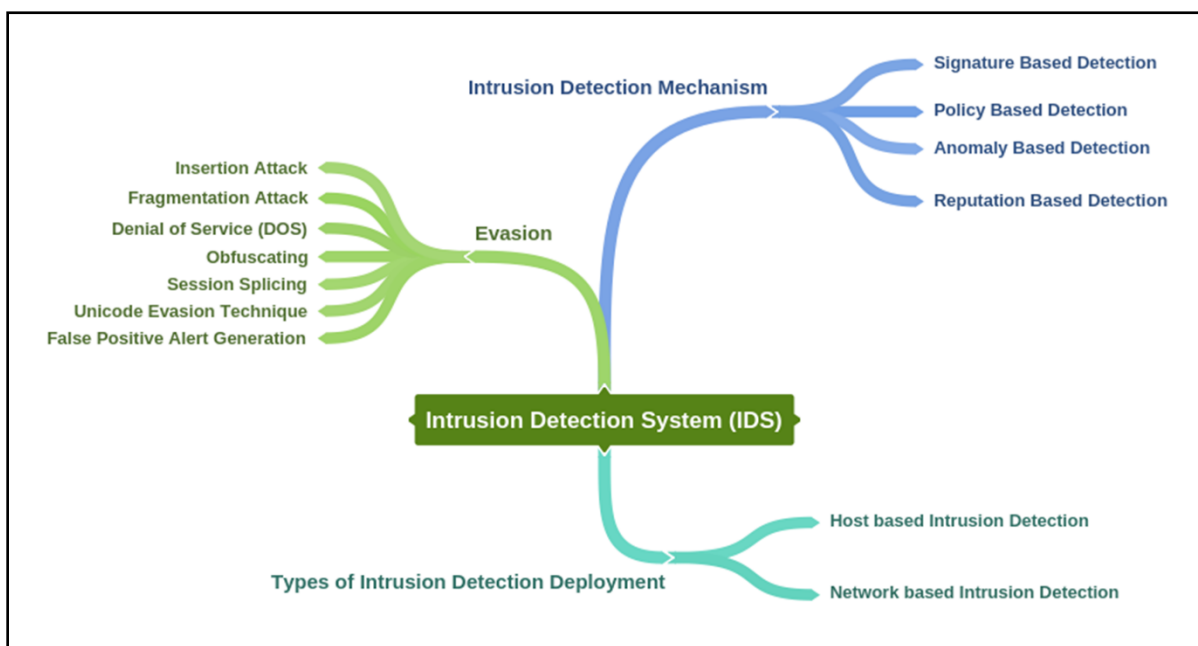 Intrusion Detection Mechanism
Signature Based Detection
Policy Based Detection
Anomaly Based Detection
Reputation Based Detection
Evasion
Insertion Attack
Fragmentation Attack
Denial of Service (DOS)
Obfuscating
Session Splicing
Unicode Evasion Technique
False Positive Alert Generation
Intrusion Detection System (IDS)
Types of Intrusion Detection Deployment
Host based Intrusion Detection
Network based Intrusion Detection